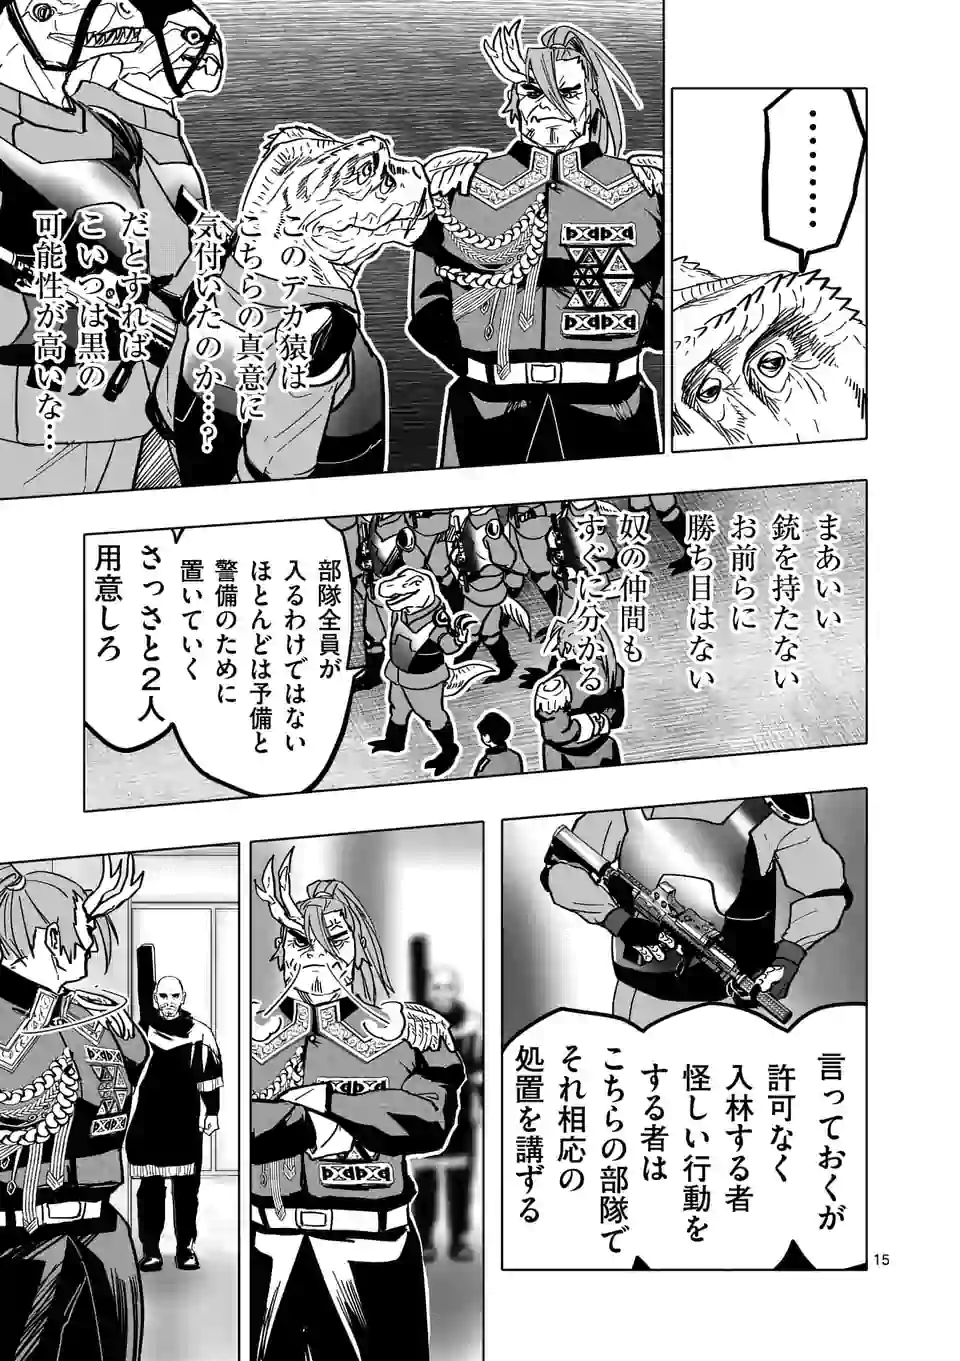 ………
このデカ猿は
こちらの真意に
気付いたのか…？
だとすれば
こいつは黒の
可能性が高いな…
まあいい
銃を持たない
お前らに
勝ち目はない
奴の仲間も
すぐに分かる
部隊全員が
入るわけではない
ほとんどは予備と
警備のために
置いていく
さっさと2人
用意しろ
言っておくが
許可なく
入林する者
怪しい行動を
する者は
こちらの部隊で
それ相応の
処置を講ずる
15